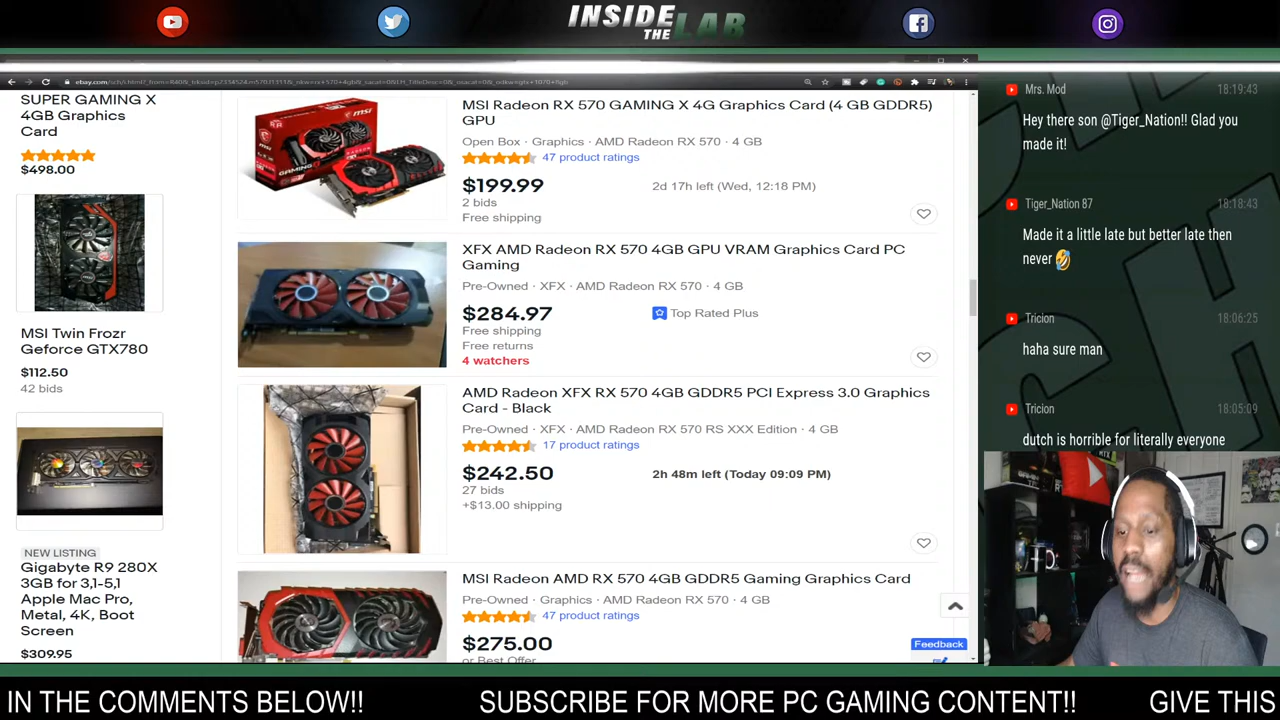 INSIDE
THE LAB
SUPER GAMING X
4GB Graphics
Card
$498.00
MSI Twin Frozr
Geforce GTX780
$112.50
42 bids
NEW LISTING
Gigabyte R9 280X
3GB for 3,1-5,1
Apple Mac Pro,
Metal, 4K, Boot
Screen
$309.95
MSI Radeon RX 570 GAMING X 4G Graphics Card (4 GB GDDR5)
GPU
Open Box · Graphics · AMD Radeon RX 570 · 4 GB
47 product ratings
$199.99
2d 17h left (Wed, 12:18 PM)
2 bids
Free shipping
XFX AMD Radeon RX 570 4GB GPU VRAM Graphics Card PC
Gaming
Pre-Owned · XFX · AMD Radeon RX 570 · 4 GB
$284.97
Top Rated Plus
Free shipping
Free returns
4 watchers
AMD Radeon XFX RX 570 4GB GDDR5 PCI Express 3.0 Graphics
Card - Black
Pre-Owned · XFX · AMD Radeon RX 570 RS XXX Edition · 4 GB
17 product ratings
$242.50
2h 48m left (Today 09:09 PM)
27 bids
+$13.00 shipping
MSI Radeon AMD RX 570 4GB GDDR5 Gaming Graphics Card
Pre-Owned · Graphics · AMD Radeon RX 570 · 4 GB
47 product ratings
$275.00
or Best Offer
Feedback
Mrs. Mod 18:19:43
Hey there son @Tiger_Nation!! Glad you
made it!
Tiger_Nation 87 18:18:43
Made it a little late but better late then
never 🤣
Tricion 18:06:25
haha sure man
Tricion 18:05:09
dutch is horrible for literally everyone
IN THE COMMENTS BELOW!! SUBSCRIBE FOR MORE PC GAMING CONTENT!! GIVE THIS